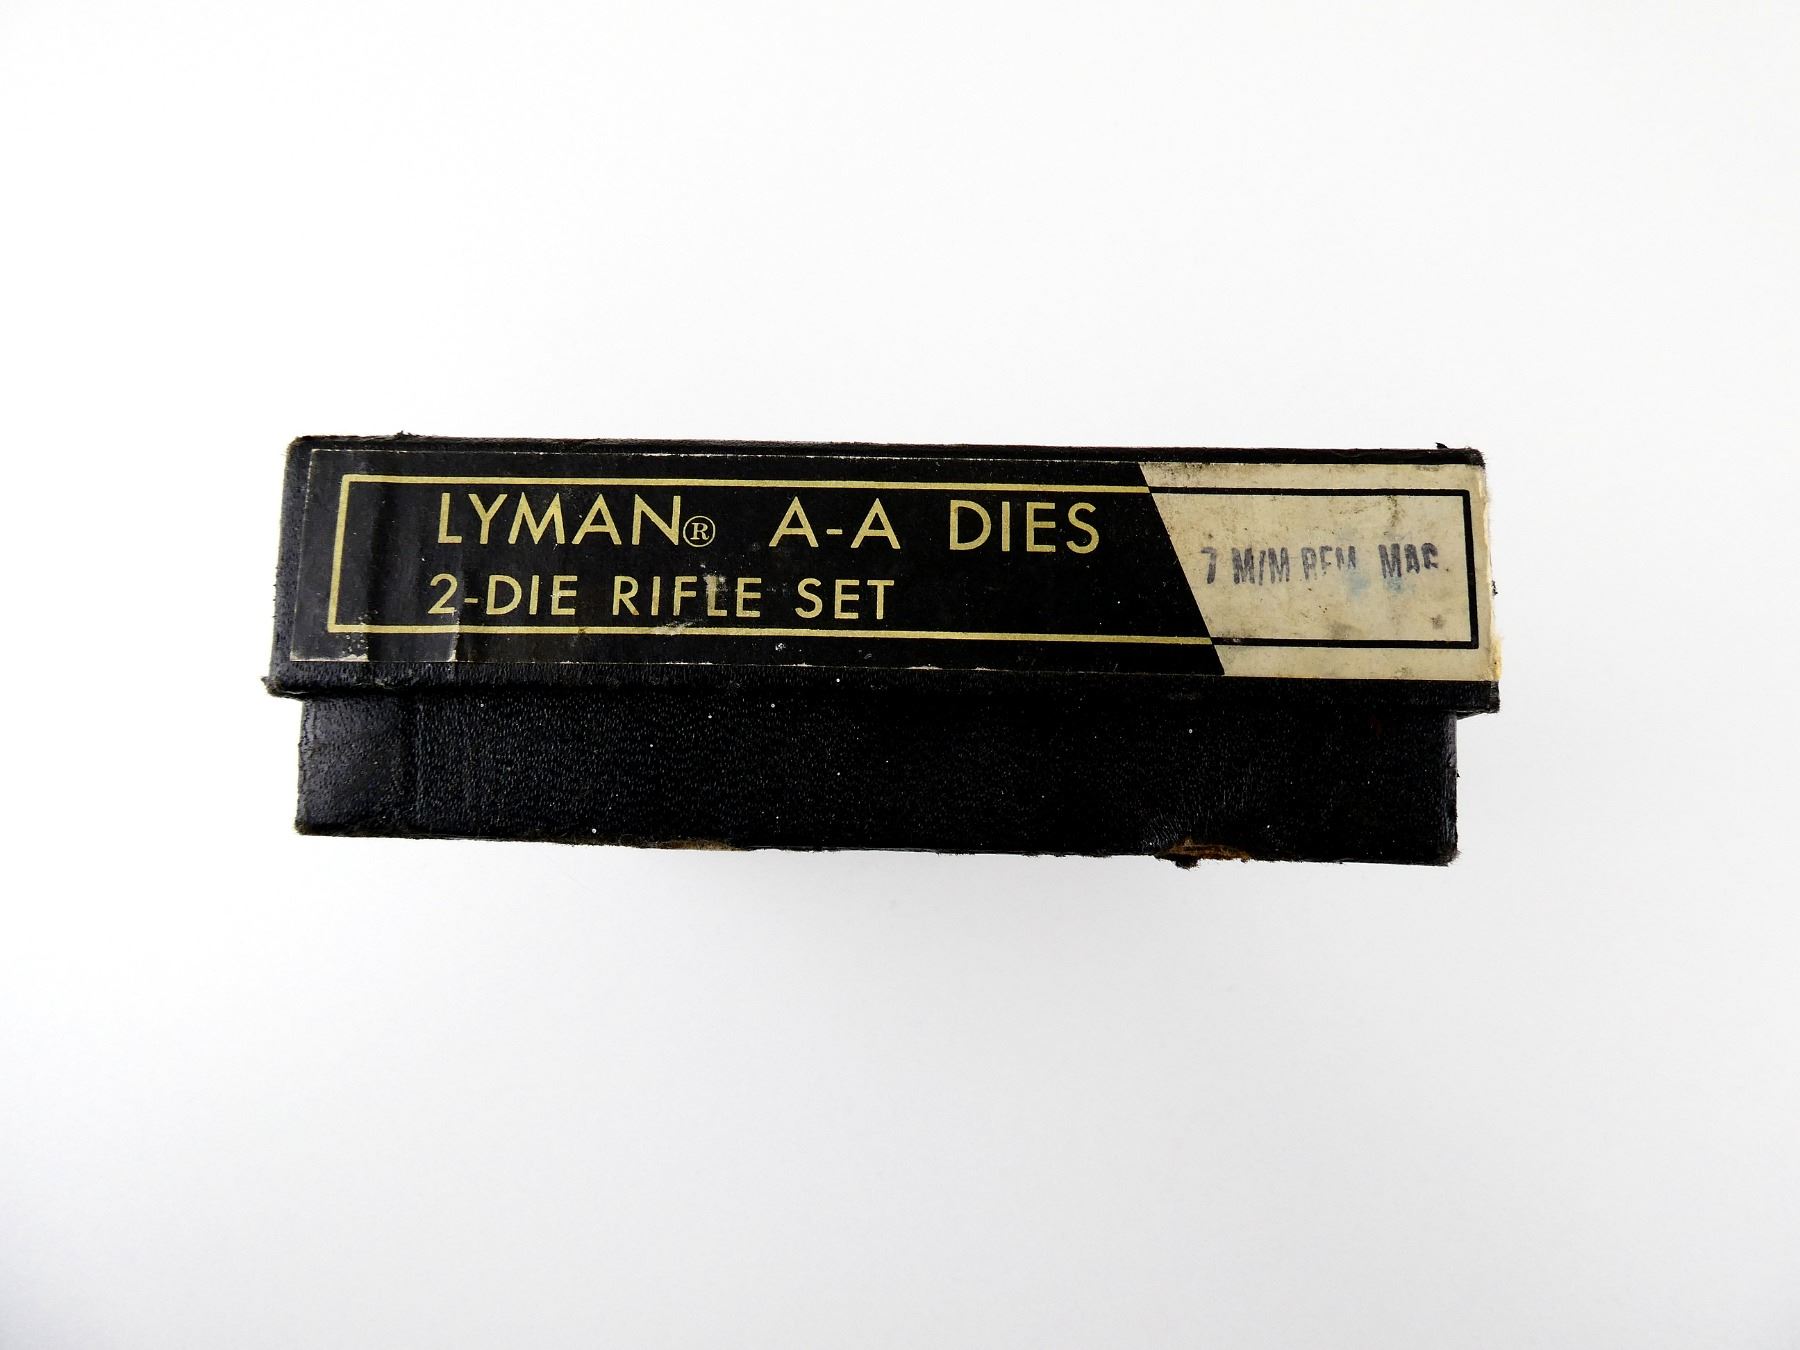 LYMAN® A-A DIES
2-DIE RIFLE SET
7 M/M REM. MAG